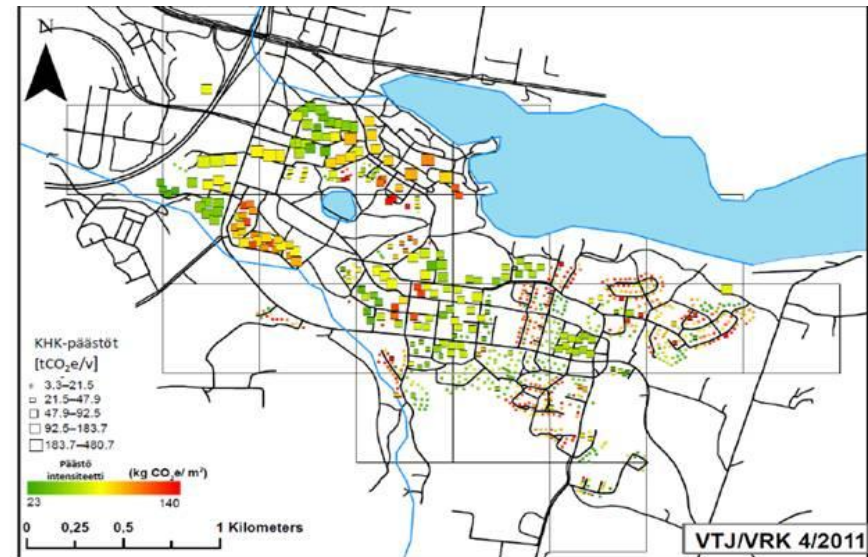 N
KHK-päästöt
[tCO₂e/v]
3.3–21.5
21.5–47.9
47.9–92.5
92.5–183.7
183.7–480.7
Päästö
intensiteetti (kg CO₂e/ m²)
23 140
0 0,25 0,5 1 Kilometers
VTJ/VRK 4/2011